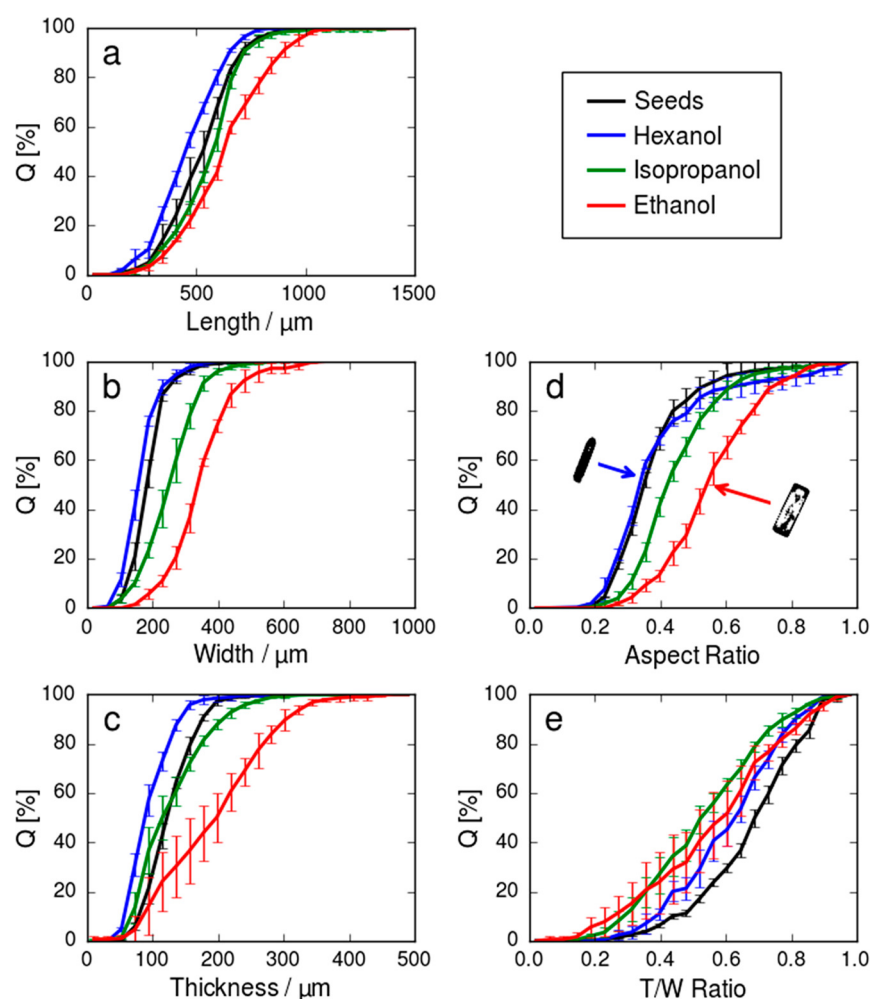 a
Q [%]
100
80
60
40
20
0
0 500 1000 1500
Length / µm
Seeds
Hexanol
Isopropanol
Ethanol
b
Q [%]
100
80
60
40
20
0
0 200 400 600 800 1000
Width / µm
d
Q [%]
100
80
60
40
20
0
0.0 0.2 0.4 0.6 0.8 1.0
Aspect Ratio
c
Q [%]
100
80
60
40
20
0
0 100 200 300 400 500
Thickness / µm
e
Q [%]
100
80
60
40
20
0
0.0 0.2 0.4 0.6 0.8 1.0
T/W Ratio